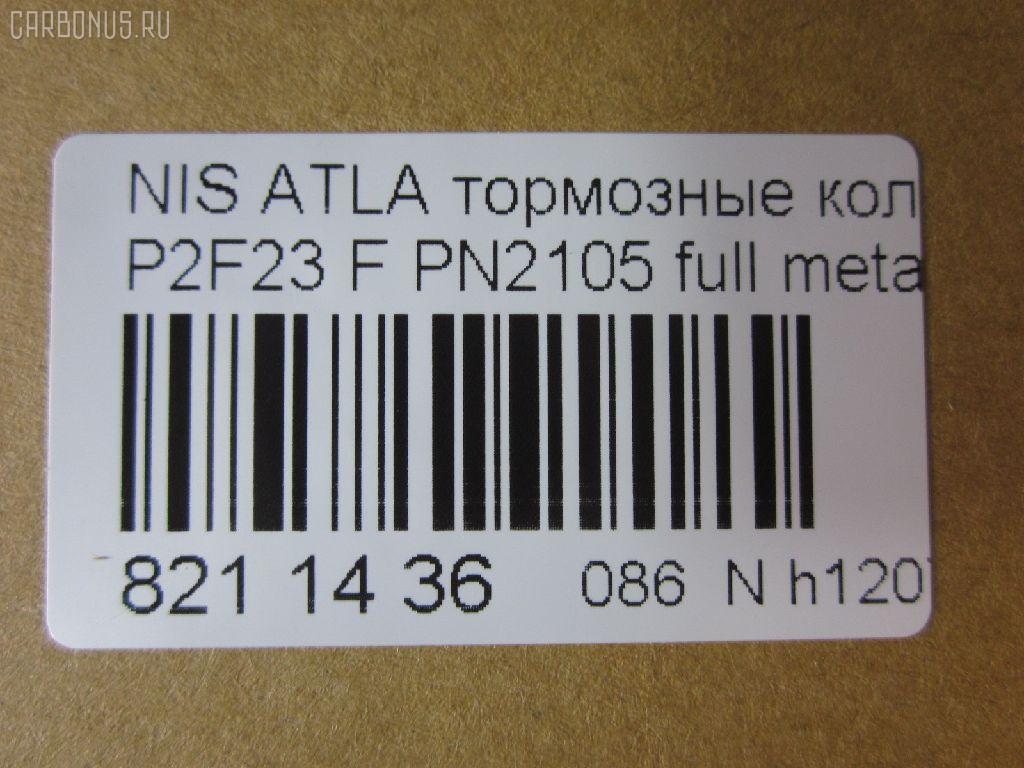 CARBONUS.RU
NIS ATLA тормозные кол
P2F23 F PN2105 full meta
821 14 36 086 N h120